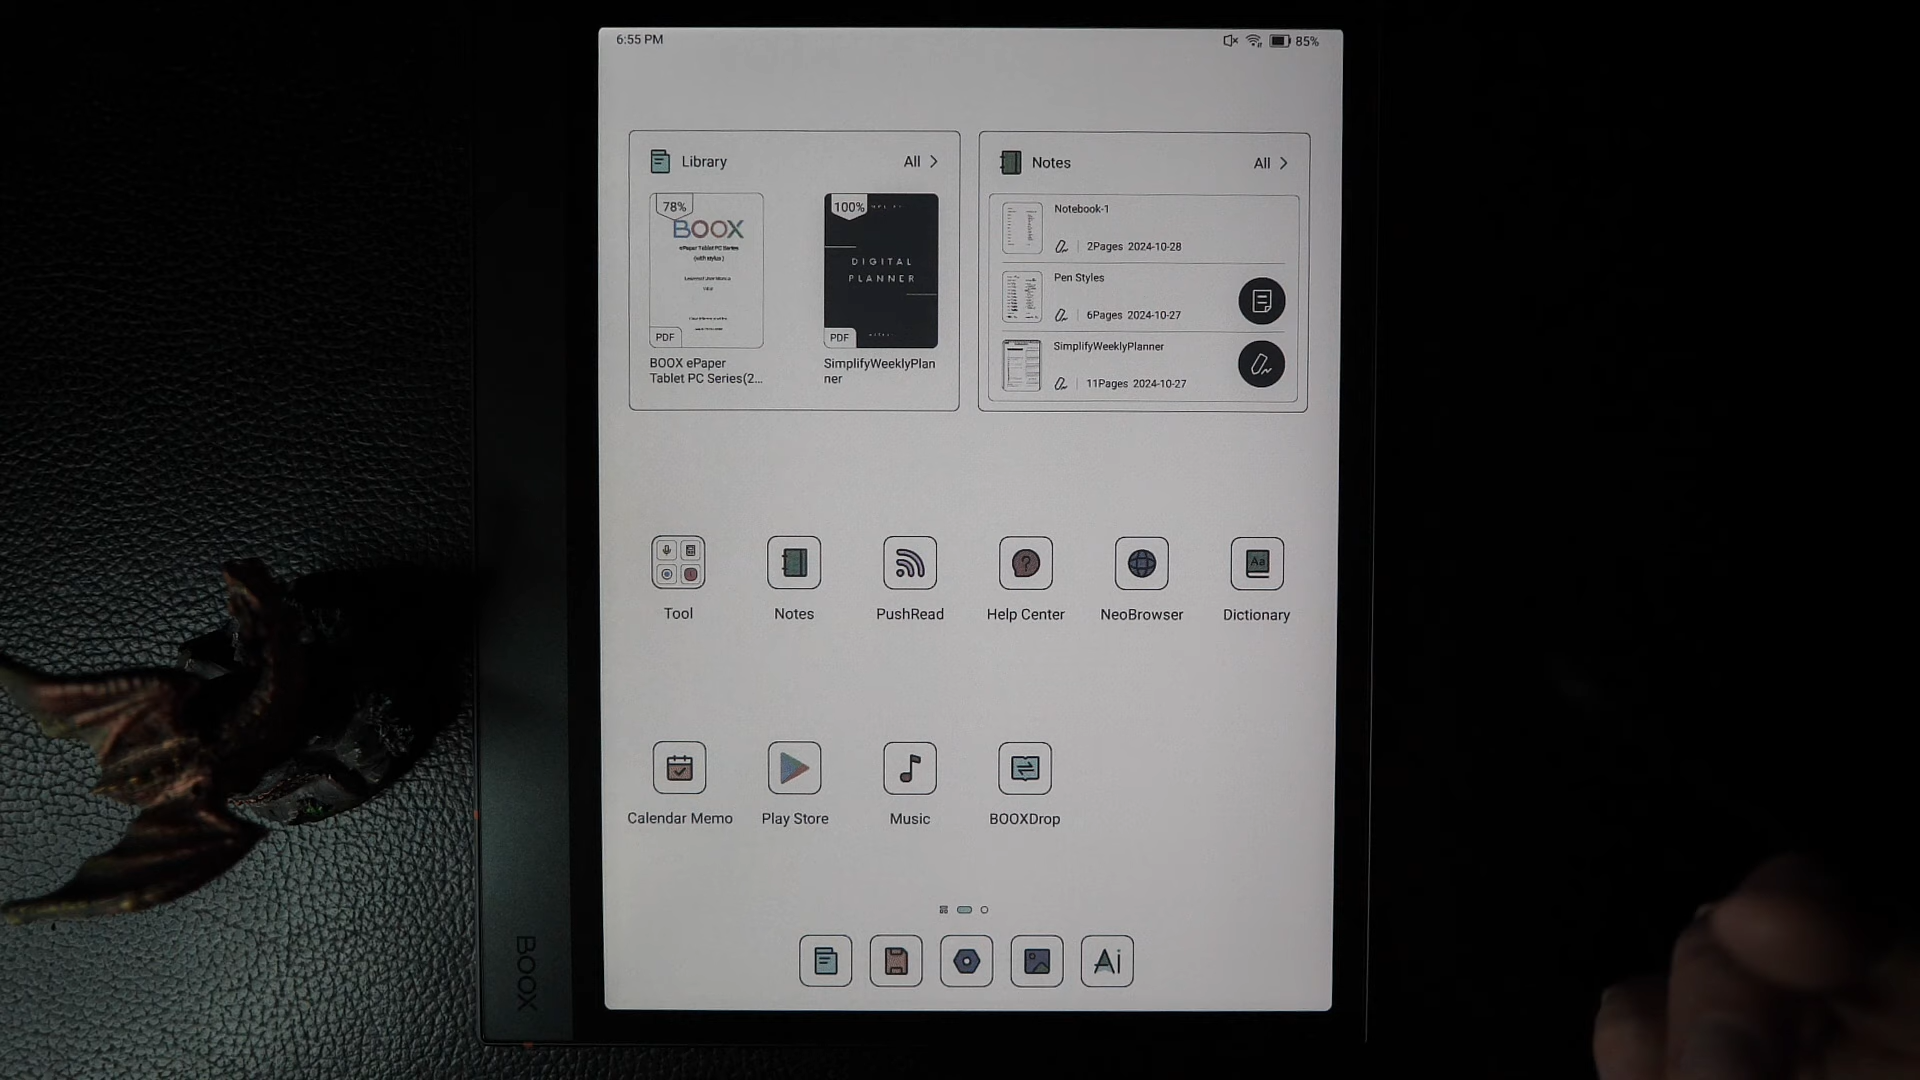 6:55 PM
85%
Library
All
Notes
All
78%
BOOX
ePaper Tablet PC Series
(with stylus)
PDF
BOOX ePaper
Tablet PC Series(2...
100%
DIGITAL
PLANNER
PDF
SimplifyWeeklyPlan
ner
Notebook-1
2Pages 2024-10-28
Pen Styles
6Pages 2024-10-27
SimplifyWeeklyPlanner
11Pages 2024-10-27
Aa
Tool
Notes
PushRead
Help Center
NeoBrowser
Dictionary
Calendar Memo
Play Store
Music
BOOXDrop
Ai
BOOX